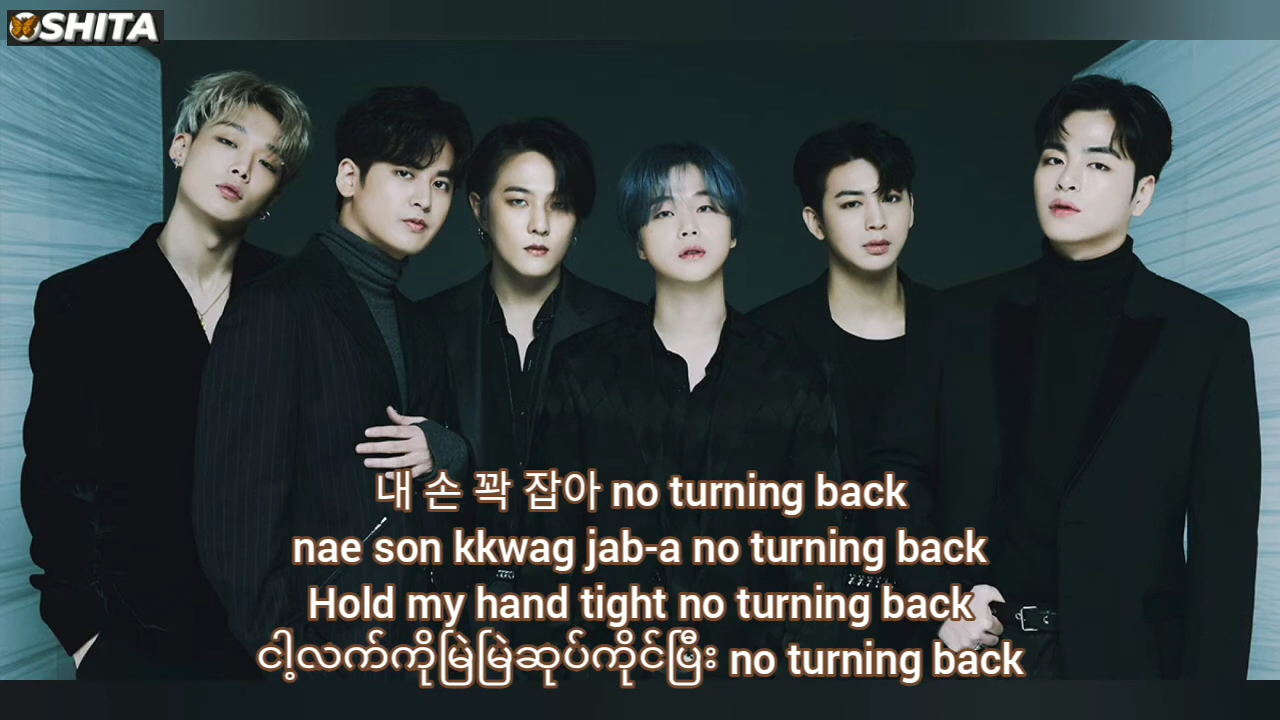 OSHITA
내 손 꽉 잡아 no turning back
nae son kkwag jab-a no turning back
Hold my hand tight no turning back
ငါ့လက်ကိုမြဲမြဲဆုပ်ကိုင်ပြီး no turning back